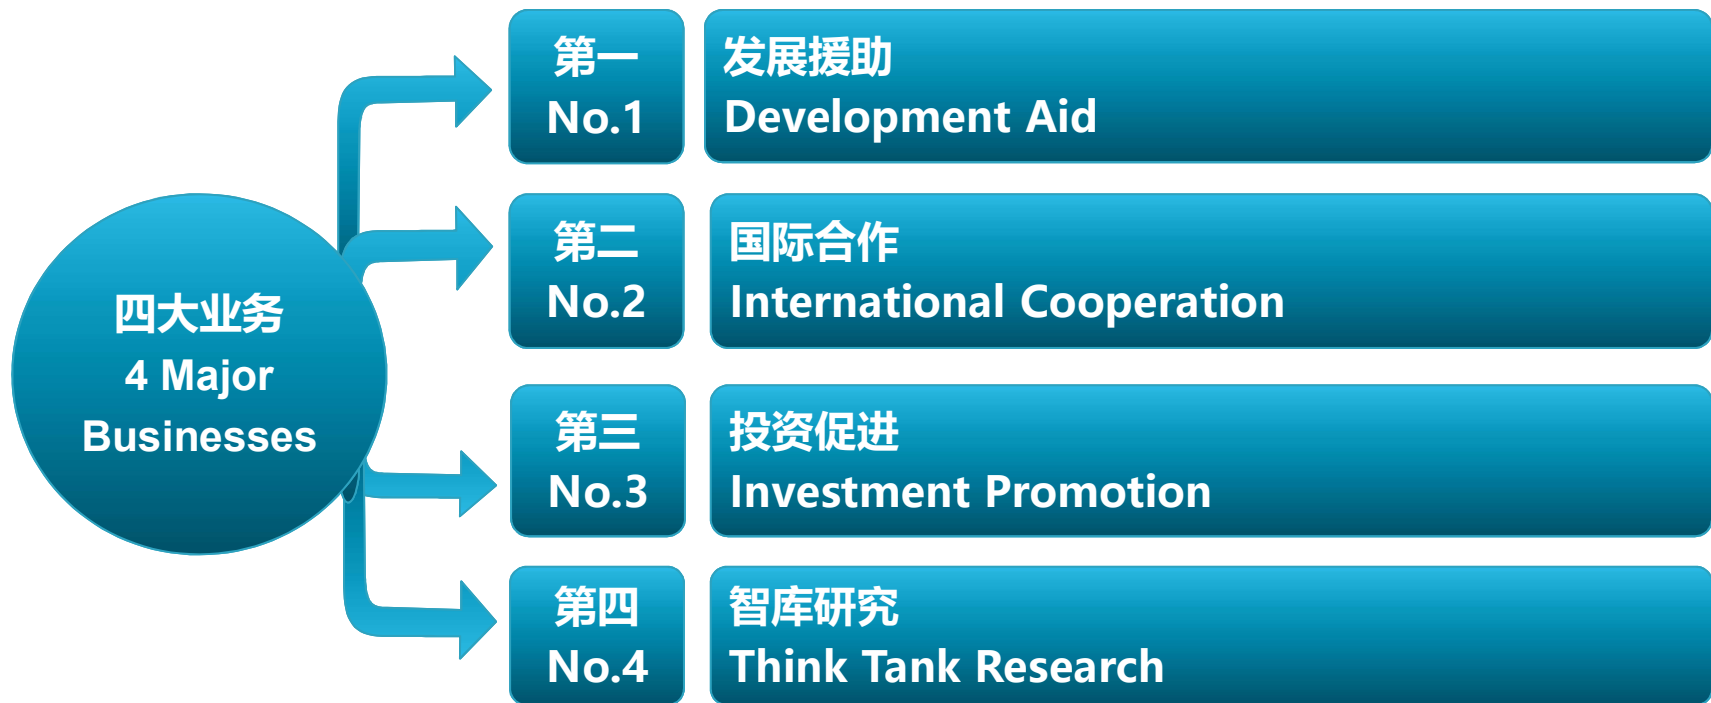 四大业务
4 Major
Businesses
第一
No.1
发展援助
Development Aid
第二
No.2
国际合作
International Cooperation
第三
No.3
投资促进
Investment Promotion
第四
No.4
智库研究
Think Tank Research